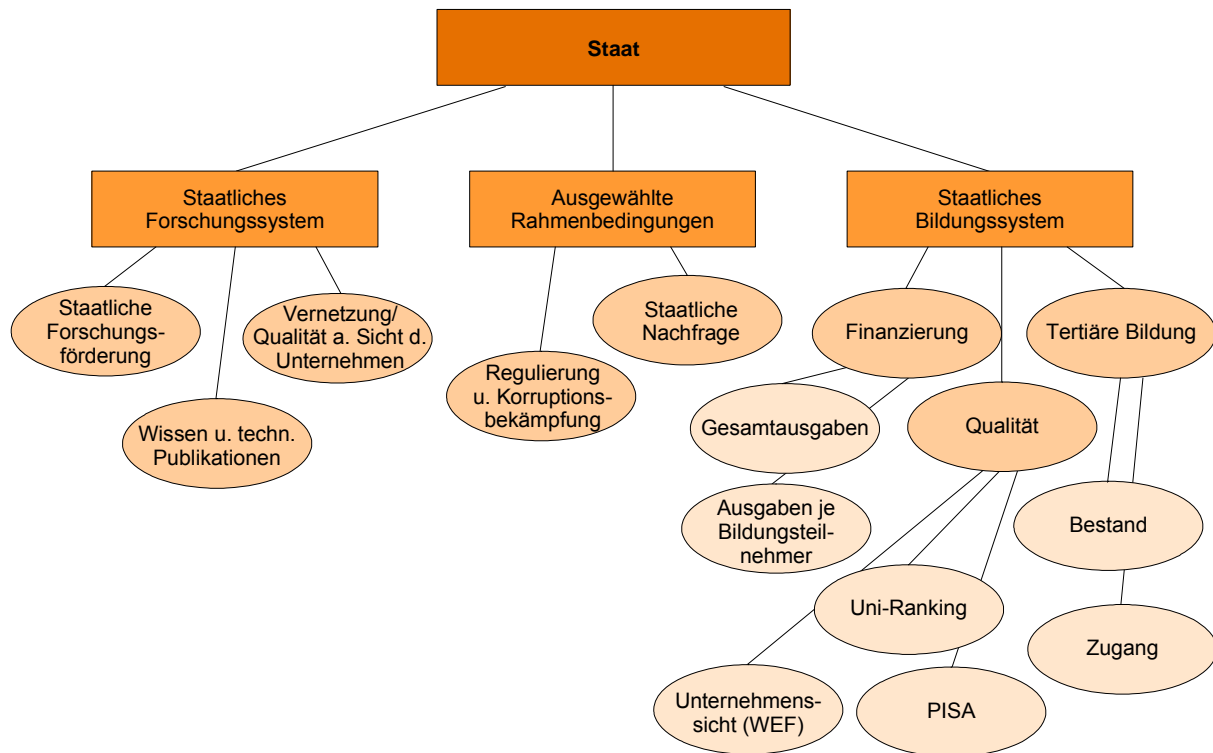 Staat
Staatliches
Forschungssystem
Ausgewählte
Rahmenbedingungen
Staatliches
Bildungssystem
Staatliche
Forschungs-
förderung
Vernetzung/
Qualität a. Sicht d.
Unternehmen
Wissen u. techn.
Publikationen
Staatliche
Nachfrage
Regulierung
u. Korruptions-
bekämpfung
Finanzierung
Tertiäre Bildung
Gesamtausgaben
Qualität
Ausgaben je
Bildungsteil-
nehmer
Bestand
Uni-Ranking
Zugang
Unternehmens-
sicht (WEF)
PISA